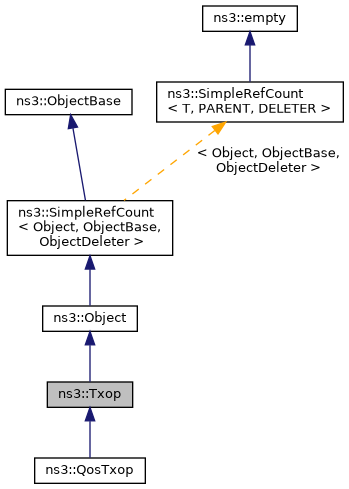 ns3::empty
ns3::SimpleRefCount
< T, PARENT, DELETER >
ns3::ObjectBase
< Object, ObjectBase,
ObjectDeleter >
ns3::SimpleRefCount
< Object, ObjectBase,
ObjectDeleter >
ns3::Object
ns3::Txop
ns3::QosTxop